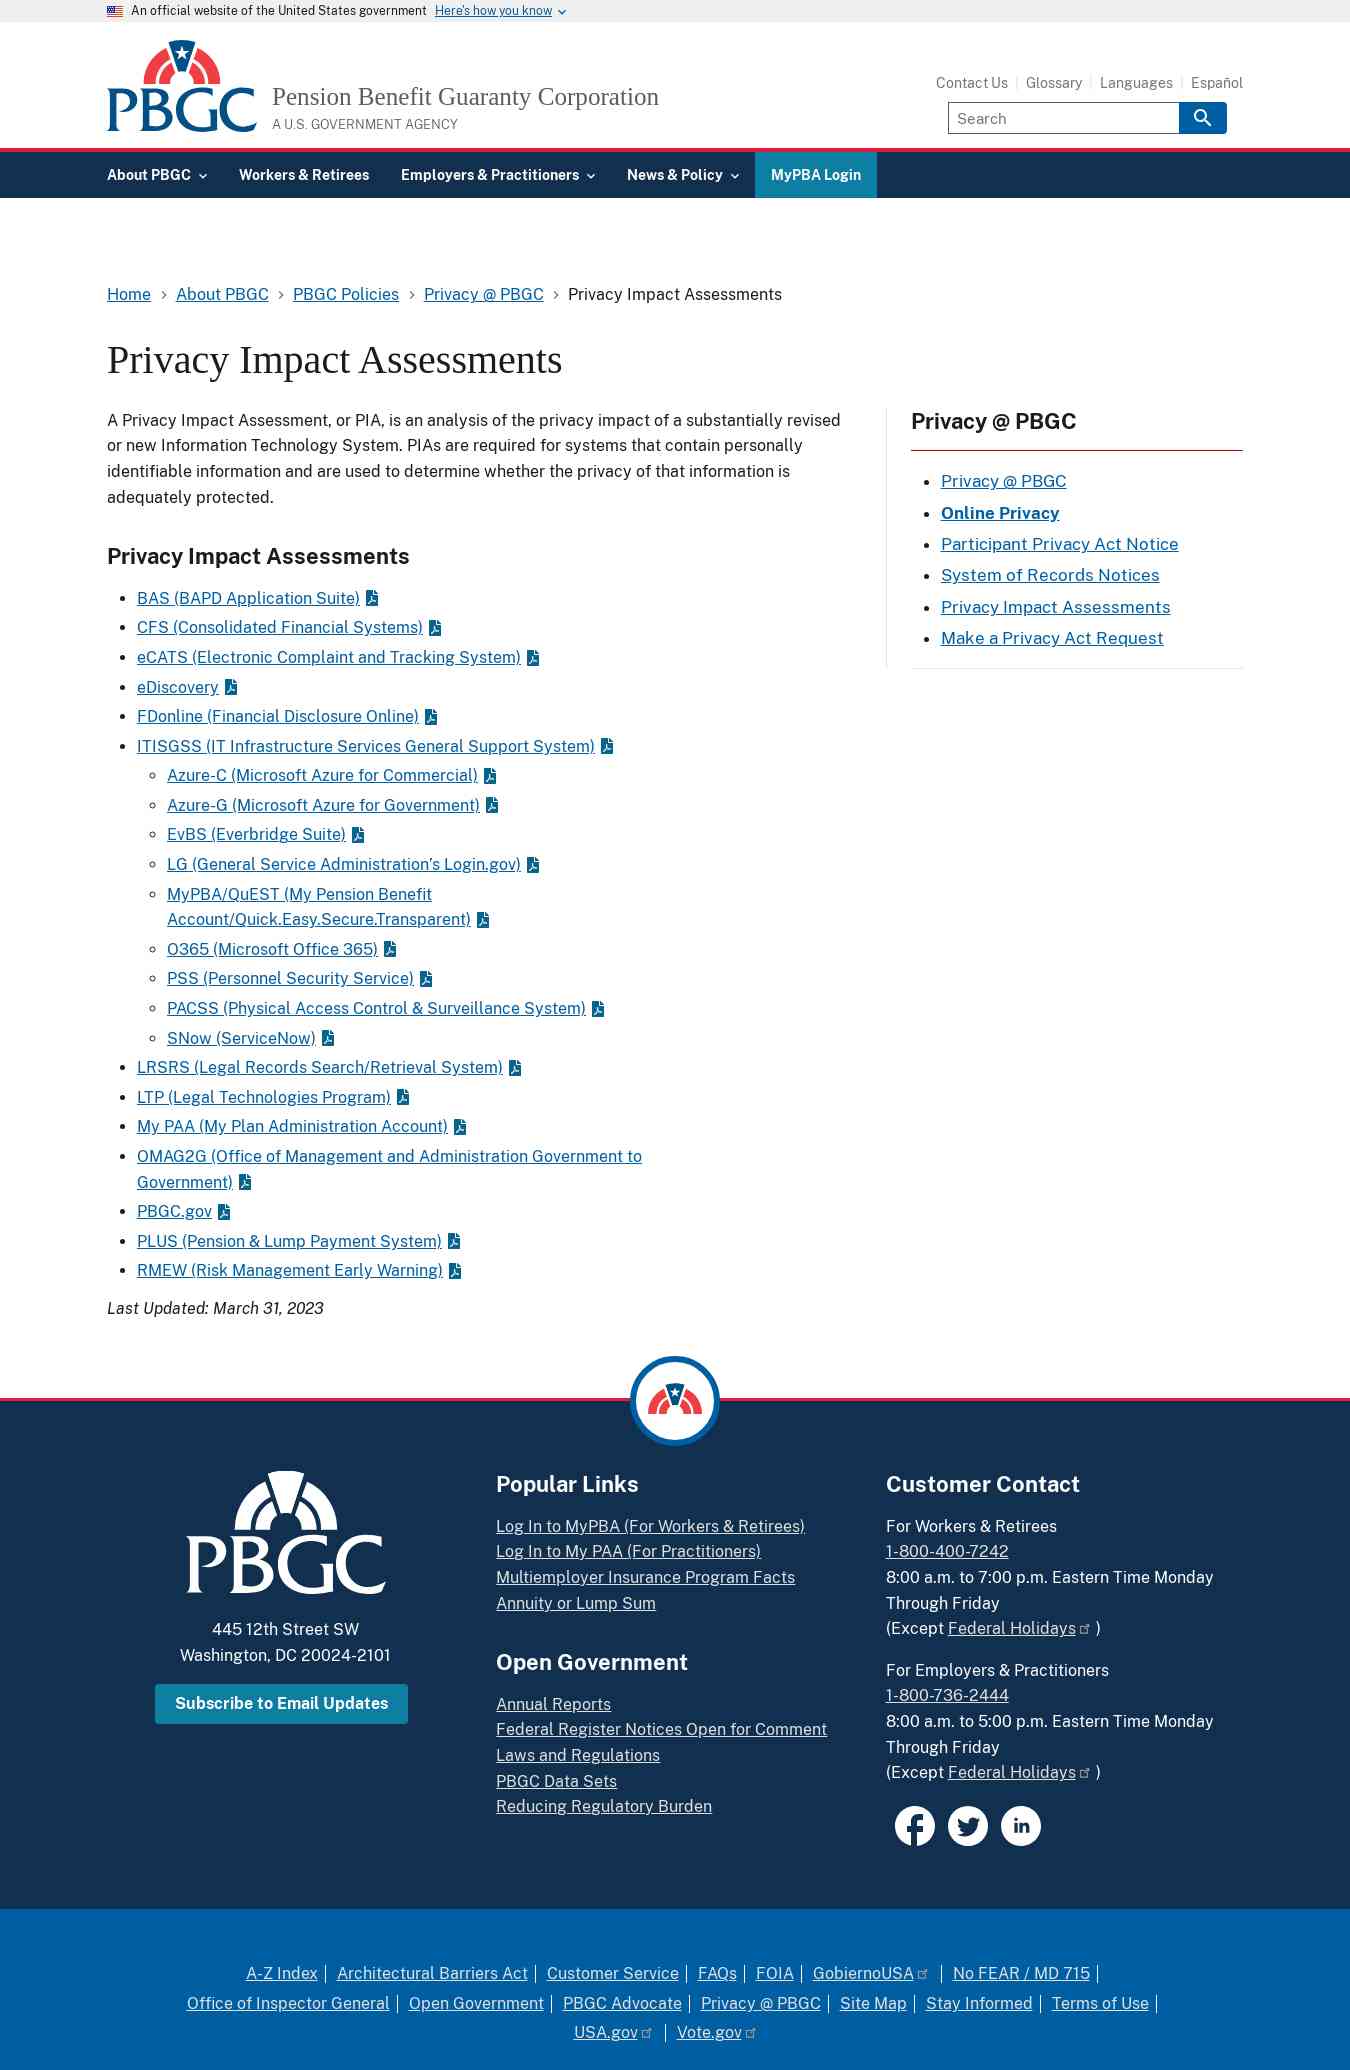 An official website of the United States government Here's how you know
PBGC
Pension Benefit Guaranty Corporation
A U.S. GOVERNMENT AGENCY
Contact Us Glossary Languages Español
Search
About PBGC Workers & Retirees Employers & Practitioners News & Policy MyPBA Login
Home > About PBGC > PBGC Policies > Privacy @ PBGC > Privacy Impact Assessments
Privacy Impact Assessments
A Privacy Impact Assessment, or PIA, is an analysis of the privacy impact of a substantially revised
or new Information Technology System. PIAs are required for systems that contain personally
identifiable information and are used to determine whether the privacy of that information is
adequately protected.
Privacy Impact Assessments
BAS (BAPD Application Suite)
CFS (Consolidated Financial Systems)
eCATS (Electronic Complaint and Tracking System)
eDiscovery
FDonline (Financial Disclosure Online)
ITISGSS (IT Infrastructure Services General Support System)
Azure-C (Microsoft Azure for Commercial)
Azure-G (Microsoft Azure for Government)
EvBS (Everbridge Suite)
LG (General Service Administration's Login.gov)
MyPBA/QuEST (My Pension Benefit
Account/Quick.Easy.Secure.Transparent)
O365 (Microsoft Office 365)
PSS (Personnel Security Service)
PACSS (Physical Access Control & Surveillance System)
SNow (ServiceNow)
LRSRS (Legal Records Search/Retrieval System)
LTP (Legal Technologies Program)
My PAA (My Plan Administration Account)
OMAG2G (Office of Management and Administration Government to
Government)
PBGC.gov
PLUS (Pension & Lump Payment System)
RMEW (Risk Management Early Warning)
Last Updated: March 31, 2023
Privacy @ PBGC
Privacy @ PBGC
Online Privacy
Participant Privacy Act Notice
System of Records Notices
Privacy Impact Assessments
Make a Privacy Act Request
PBGC
445 12th Street SW
Washington, DC 20024-2101
Subscribe to Email Updates
Popular Links
Log In to MyPBA (For Workers & Retirees)
Log In to My PAA (For Practitioners)
Multiemployer Insurance Program Facts
Annuity or Lump Sum
Open Government
Annual Reports
Federal Register Notices Open for Comment
Laws and Regulations
PBGC Data Sets
Reducing Regulatory Burden
Customer Contact
For Workers & Retirees
1-800-400-7242
8:00 a.m. to 7:00 p.m. Eastern Time Monday
Through Friday
(Except Federal Holidays )
For Employers & Practitioners
1-800-736-2444
8:00 a.m. to 5:00 p.m. Eastern Time Monday
Through Friday
(Except Federal Holidays )
in
A-Z Index Architectural Barriers Act Customer Service FAQs FOIA GobiernoUSA No FEAR / MD 715
Office of Inspector General Open Government PBGC Advocate Privacy @ PBGC Site Map Stay Informed Terms of Use
USA.gov Vote.gov